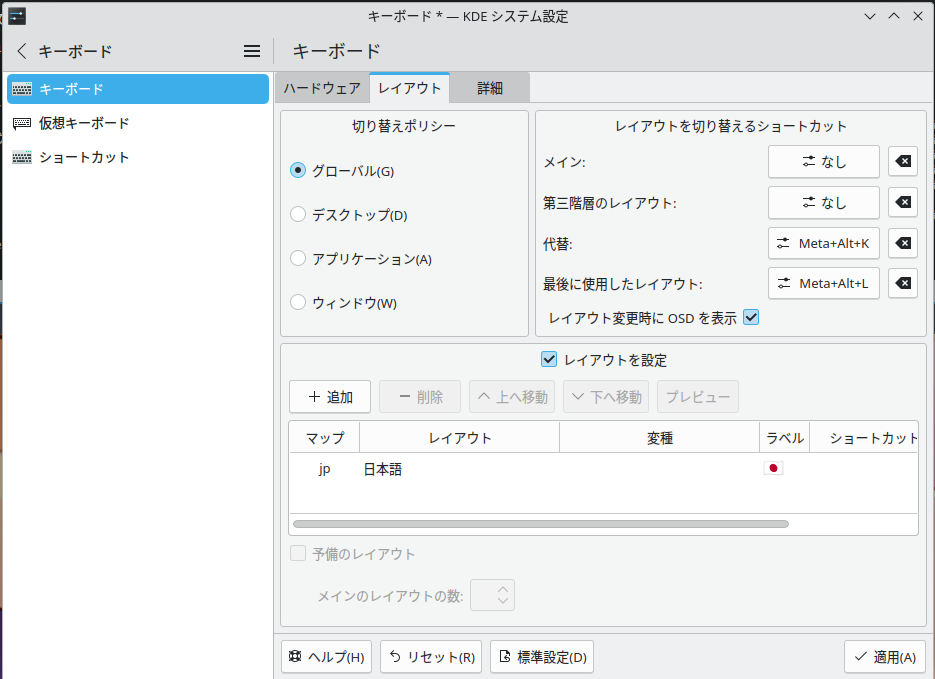 キーボード * — KDE システム設定
キーボード
キーボード
キーボード
仮想キーボード
ショートカット
ハードウェア レイアウト 詳細
切り替えポリシー
グローバル(G)
デスクトップ(D)
アプリケーション(A)
ウィンドウ(W)
レイアウトを切り替えるショートカット
メイン: なし
第三階層のレイアウト: なし
代替: Meta+Alt+K
最後に使用したレイアウト: Meta+Alt+L
レイアウト変更時に OSD を表示
レイアウトを設定
追加 削除 上へ移動 下へ移動 プレビュー
マップ レイアウト 変種 ラベル ショートカット
jp 日本語
予備のレイアウト
メインのレイアウトの数:
ヘルプ(H) リセット(R) 標準設定(D) 適用(A)